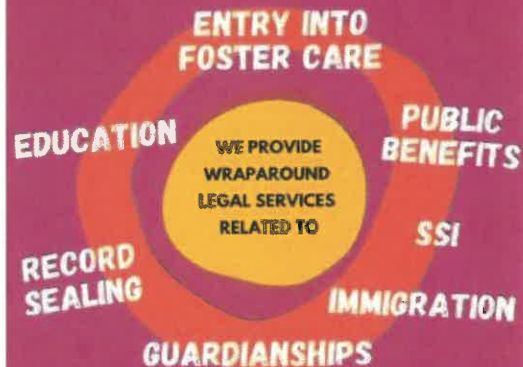 ENTRY INTO
FOSTER CARE
EDUCATION
WE PROVIDE
WRAPAROUND
LEGAL SERVICES
RELATED TO
PUBLIC
BENEFITS
SSI
RECORD
SEALING
IMMIGRATION
GUARDIANSHIPS